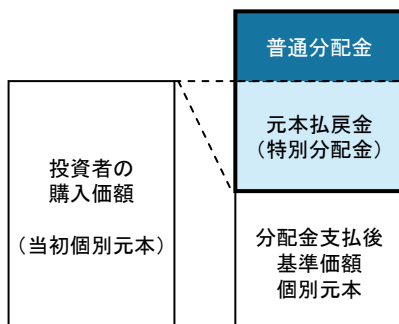 普通分配金
元本払戻金
（特別分配金）
投資者の
購入価額
（当初個別元本）
分配金支払後
基準価額
個別元本